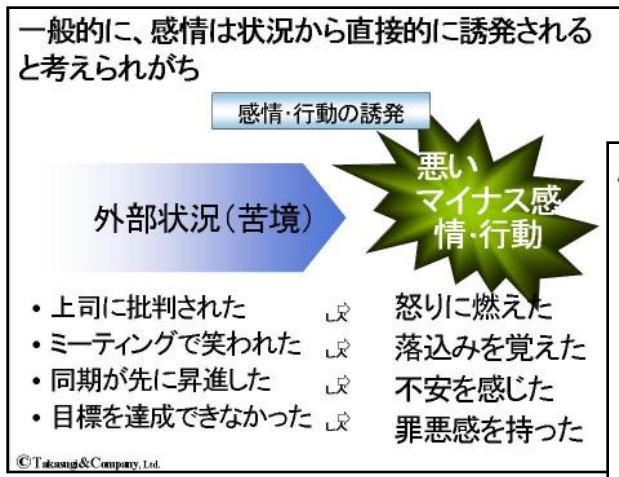 一般的に、感情は状況から直接的に誘発される
と考えられがち
感情・行動の誘発
外部状況(苦境)
悪い
マイナス感
情・行動
• 上司に批判された
怒りに燃えた
• ミーティングで笑われた
落込みを覚えた
• 同期が先に昇進した
不安を感じた
• 目標を達成できなかった
罪悪感を持った
©Takasugi&Company, Ltd.